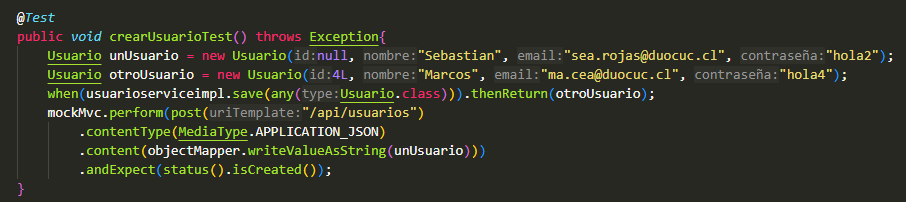 @Test
public void crearUsuarioTest() throws Exception{
Usuario unUsuario = new Usuario(id:null, nombre:"Sebastian", email:"sea.rojas@duocuc.cl", contraseña:"hola2");
Usuario otroUsuario = new Usuario(id:4L, nombre:"Marcos", email:"ma.cea@duocuc.cl", contraseña:"hola4");
when(usuarioserviceimpl.save(any(type:Usuario.class))).thenReturn(otroUsuario);
mockMvc.perform(post(uriTemplate:"/api/usuarios")
.contentType(MediaType.APPLICATION_JSON)
.content(objectMapper.writeValueAsString(unUsuario)))
.andExpect(status().isCreated());
}